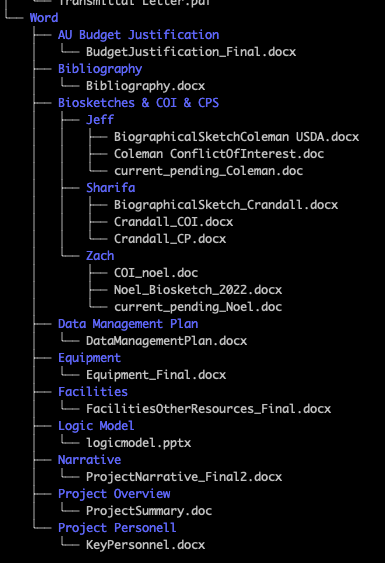 Transmittal Letter.pdf
Word
AU Budget Justification
BudgetJustification_Final.docx
Bibliography
Bibliography.docx
Biosketches & COI & CPS
Jeff
BiographicalSketchColeman USDA.docx
Coleman ConflictOfInterest.doc
current_pending_Coleman.doc
Sharifa
BiographicalSketch_Crandall.docx
Crandall_COI.docx
Crandall_CP.docx
Zach
COI_noel.doc
Noel_Biosketch_2022.docx
current_pending_Noel.doc
Data Management Plan
DataManagementPlan.docx
Equipment
Equipment_Final.docx
Facilities
FacilitiesOtherResources_Final.docx
Logic Model
logicmodel.pptx
Narrative
ProjectNarrative_Final2.docx
Project Overview
ProjectSummary.doc
Project Personell
KeyPersonnel.docx